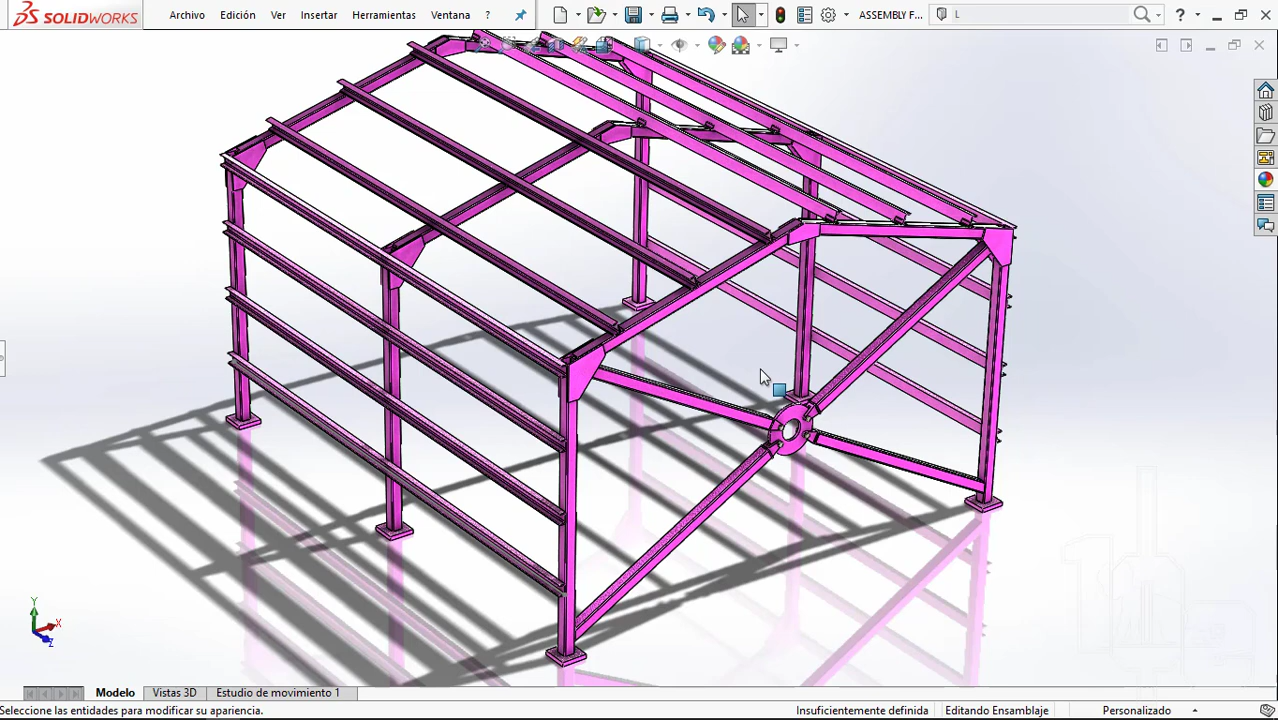 SOLIDWORKS Archivo Edición Ver Insertar Herramientas Ventana ? ASSEMBLY F... L ?
Y
X
Z
Modelo Vistas 3D Estudio de movimiento 1
Seleccione las entidades para modificar su apariencia. Insuficientemente definida Editando Ensamblaje Personalizado